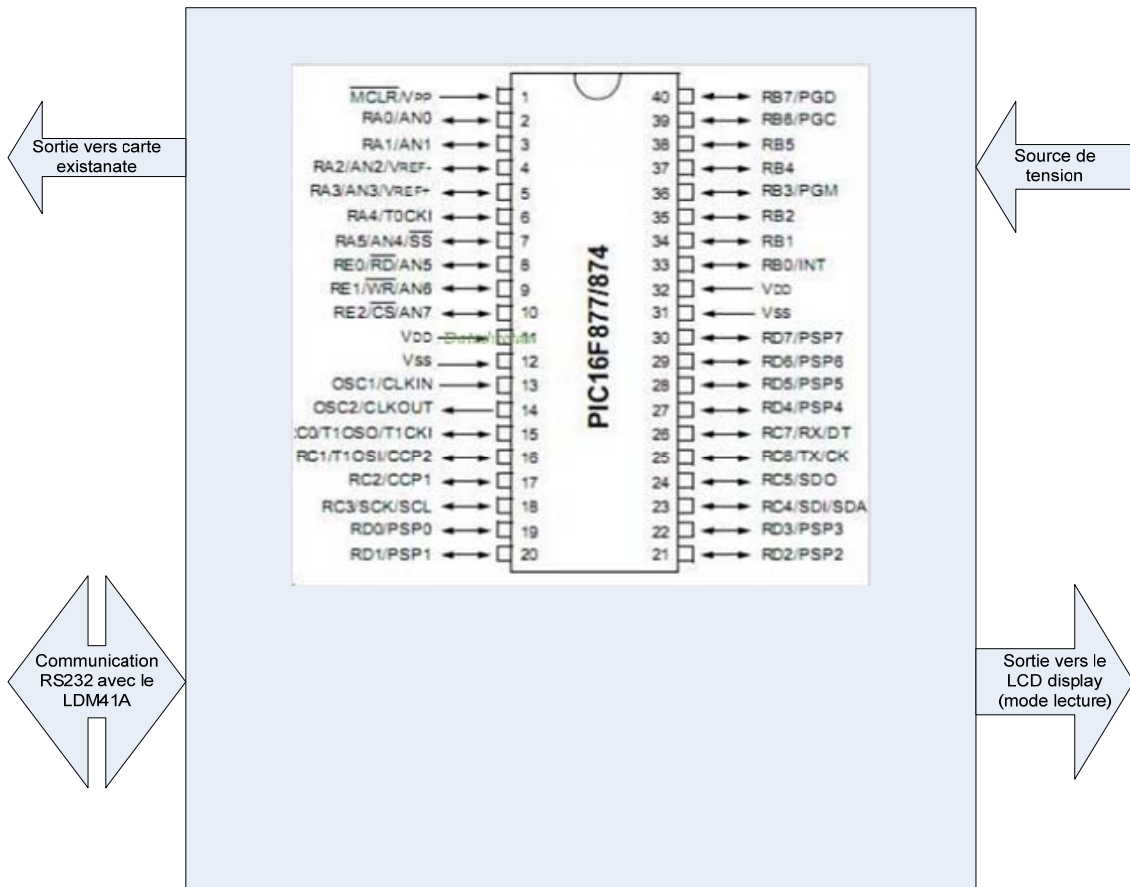 Sortie vers carte
existanate
Source de
tension
Communication
RS232 avec le
LDM41A
Sortie vers le
LCD display
(mode lecture)
MCLR/VPP 1
RA0/AN0 2
RA1/AN1 3
RA2/AN2/VREF- 4
RA3/AN3/VREF+ 5
RA4/T0CKI 6
RA5/AN4/SS 7
RE0/RD/AN5 8
RE1/WR/AN6 9
RE2/CS/AN7 10
VDD 11
VSS 12
OSC1/CLKIN 13
OSC2/CLKOUT 14
C0/T1OSO/T1CKI 15
RC1/T1OSI/CCP2 16
RC2/CCP1 17
RC3/SCK/SCL 18
RD0/PSP0 19
RD1/PSP1 20
PIC16F877/874
40 RB7/PGD
39 RB6/PGC
38 RB5
37 RB4
36 RB3/PGM
35 RB2
34 RB1
33 RB0/INT
32 VDD
31 VSS
30 RD7/PSP7
29 RD6/PSP6
28 RD5/PSP5
27 RD4/PSP4
26 RC7/RX/DT
25 RC6/TX/CK
24 RC5/SDO
23 RC4/SDI/SDA
22 RD3/PSP3
21 RD2/PSP2